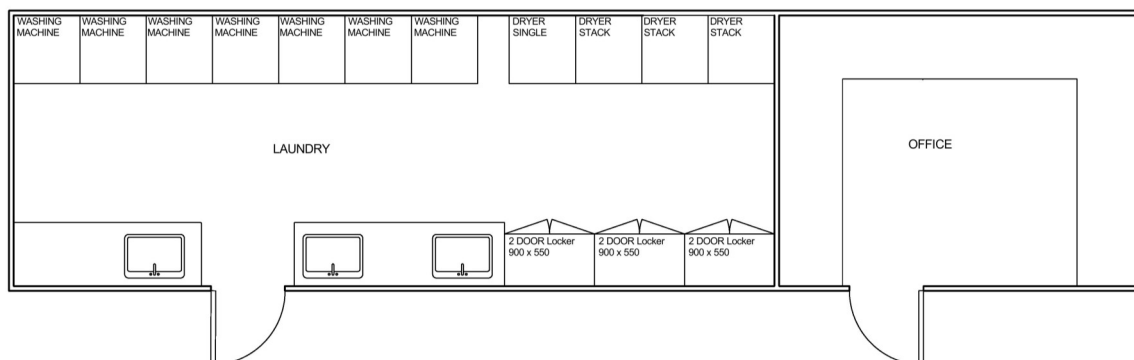 WASHING
MACHINE
WASHING
MACHINE
WASHING
MACHINE
WASHING
MACHINE
WASHING
MACHINE
WASHING
MACHINE
WASHING
MACHINE
DRYER
SINGLE
DRYER
STACK
DRYER
STACK
DRYER
STACK
LAUNDRY
OFFICE
2 DOOR Locker
900 x 550
2 DOOR Locker
900 x 550
2 DOOR Locker
900 x 550